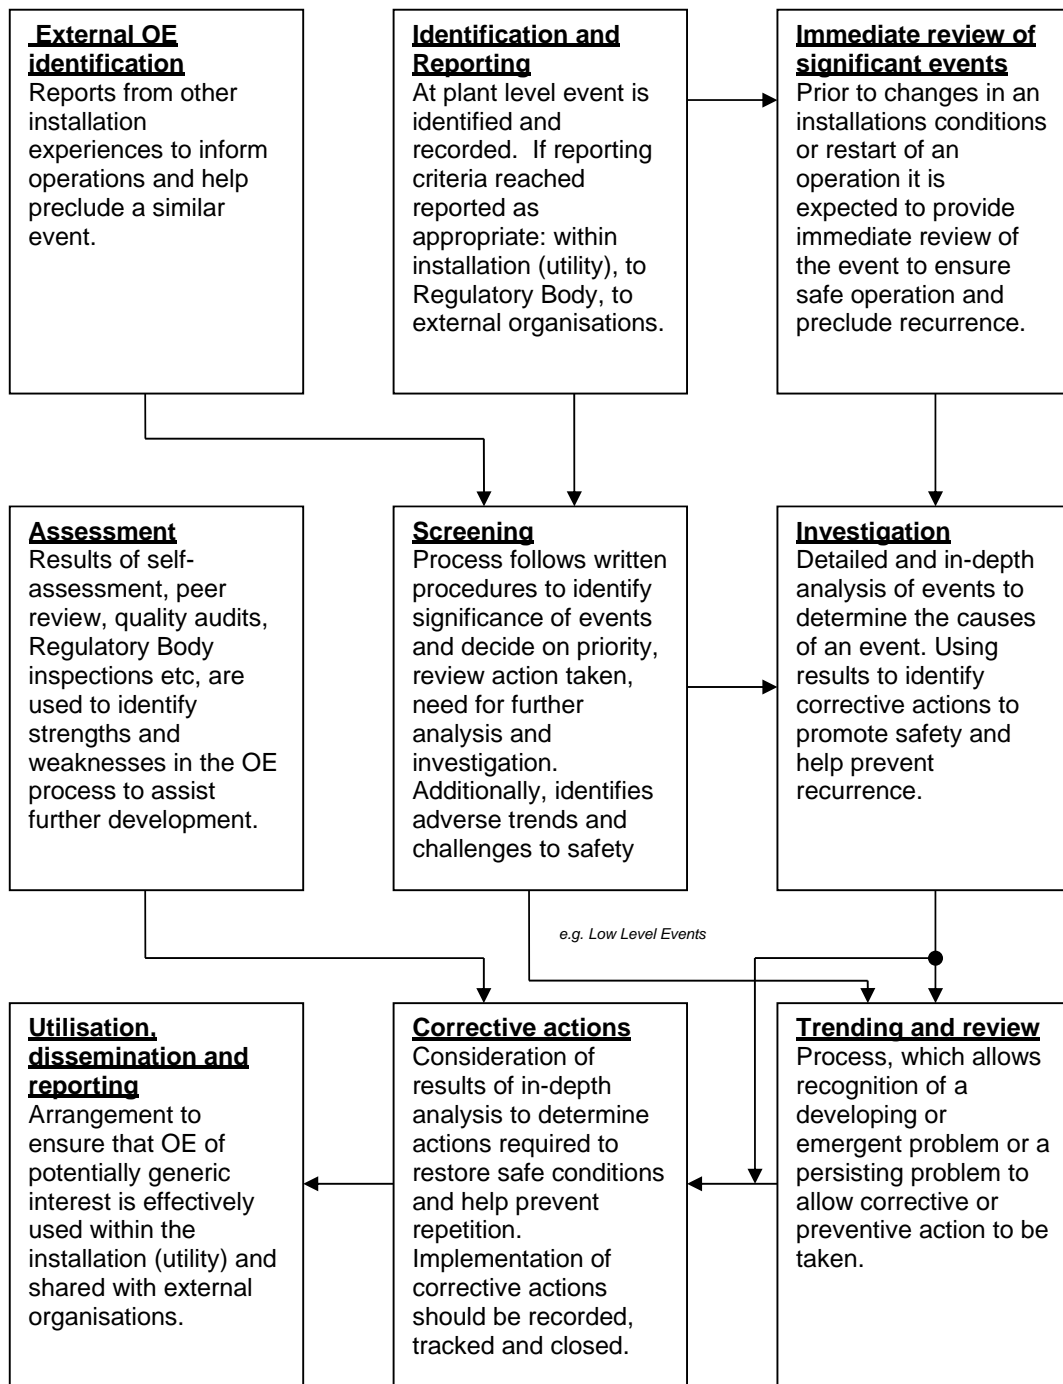 External OE
identification
Reports from other
installation
experiences to inform
operations and help
preclude a similar
event.
Identification and
Reporting
At plant level event is
identified and
recorded.  If reporting
criteria reached
reported as
appropriate: within
installation (utility), to
Regulatory Body, to
external organisations.
Immediate review of
significant events
Prior to changes in an
installations conditions
or restart of an
operation it is
expected to provide
immediate review of
the event to ensure
safe operation and
preclude recurrence.
Assessment
Results of self-
assessment, peer
review, quality audits,
Regulatory Body
inspections etc, are
used to identify
strengths and
weaknesses in the OE
process to assist
further development.
Screening
Process follows written
procedures to identify
significance of events
and decide on priority,
review action taken,
need for further
analysis and
investigation.
Additionally, identifies
adverse trends and
challenges to safety
Investigation
Detailed and in-depth
analysis of events to
determine the causes
of an event. Using
results to identify
corrective actions to
promote safety and
help prevent
recurrence.
e.g. Low Level Events
Utilisation,
dissemination and
reporting
Arrangement to
ensure that OE of
potentially generic
interest is effectively
used within the
installation (utility) and
shared with external
organisations.
Corrective actions
Consideration of
results of in-depth
analysis to determine
actions required to
restore safe conditions
and help prevent
repetition.
Implementation of
corrective actions
should be recorded,
tracked and closed.
Trending and review
Process, which allows
recognition of a
developing or
emergent problem or a
persisting problem to
allow corrective or
preventive action to be
taken.